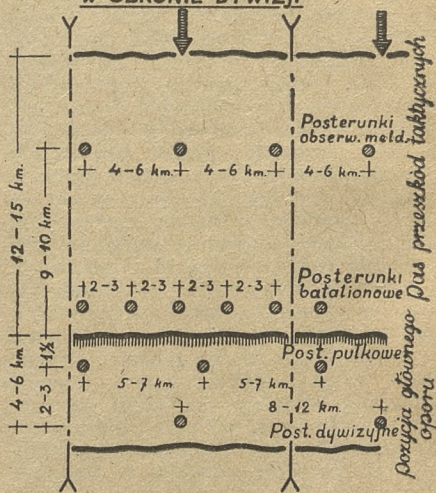 W OBRONIE DYWIZJI
Posterunki
obserw. meld.
4-6 km.
4-6 km.
4-6 km.
12-15 km.
9-10 km.
Pas przeszkód taktycznych
2-3
2-3
2-3
2-3
Posterunki
batalionowe
1½
Post. pułkowe
5-7 km
5-7 km.
4-6 km
2-3
8-12 km.
Post. dywizyjne
Pozycja głównego
oporu